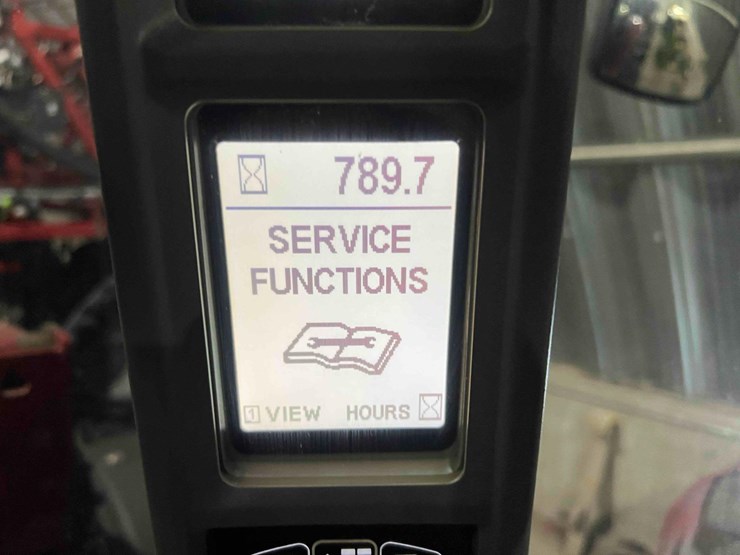 789.7
SERVICE
FUNCTIONS
1 VIEW HOURS